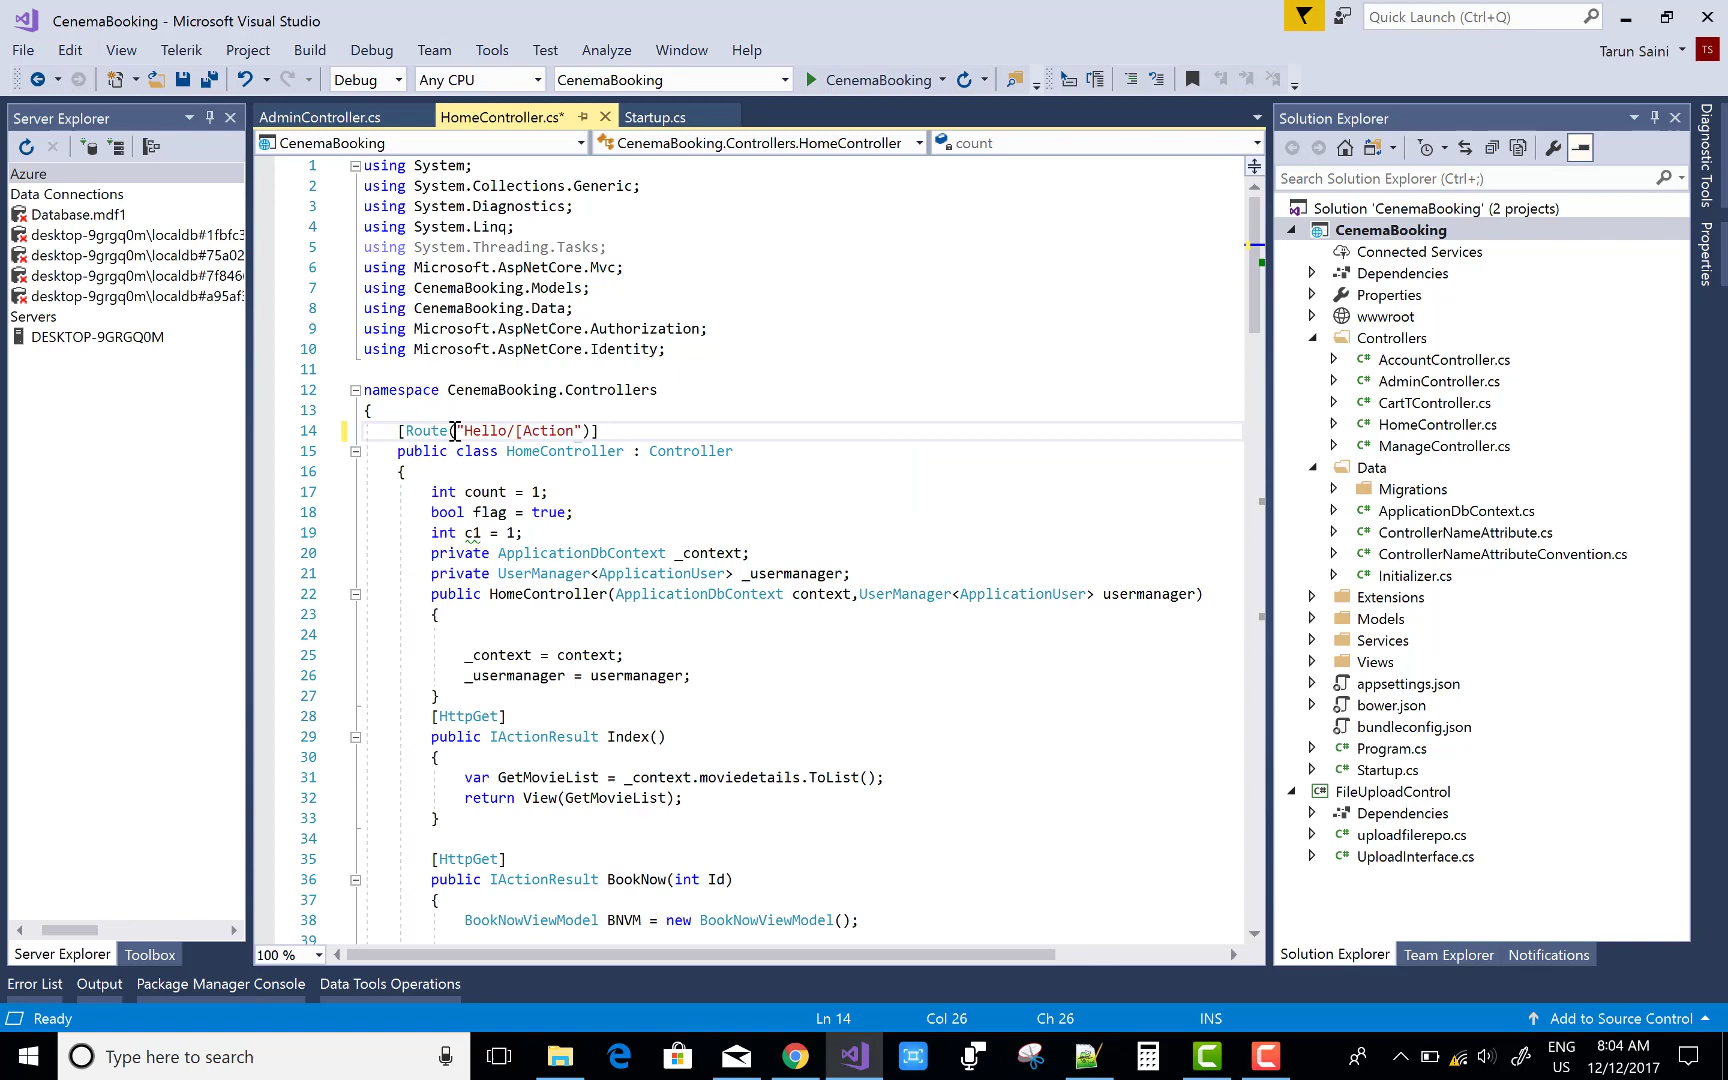 CenemaBooking - Microsoft Visual Studio
Quick Launch (Ctrl+Q)
File Edit View Telerik Project Build Debug Team Tools Test Analyze Window Help
Tarun Saini TS
Debug Any CPU CenemaBooking CenemaBooking
Server Explorer
Azure
Data Connections
Database.mdf1
desktop-9grgq0m\localdb#1fbfc3
desktop-9grgq0m\localdb#75a02
desktop-9grgq0m\localdb#7f846
desktop-9grgq0m\localdb#a95af3
Servers
DESKTOP-9GRGQ0M
Server Explorer Toolbox
AdminController.cs HomeController.cs* Startup.cs
CenemaBooking CenemaBooking.Controllers.HomeController count
1 using System;
2 using System.Collections.Generic;
3 using System.Diagnostics;
4 using System.Linq;
5 using System.Threading.Tasks;
6 using Microsoft.AspNetCore.Mvc;
7 using CenemaBooking.Models;
8 using CenemaBooking.Data;
9 using Microsoft.AspNetCore.Authorization;
10 using Microsoft.AspNetCore.Identity;
11
12 namespace CenemaBooking.Controllers
13 {
14 [Route("Hello/[Action")]
15 public class HomeController : Controller
16 {
17 int count = 1;
18 bool flag = true;
19 int c1 = 1;
20 private ApplicationDbContext _context;
21 private UserManager<ApplicationUser> _usermanager;
22 public HomeController(ApplicationDbContext context,UserManager<ApplicationUser> usermanager)
23 {
24
25 _context = context;
26 _usermanager = usermanager;
27 }
28 [HttpGet]
29 public IActionResult Index()
30 {
31 var GetMovieList = _context.moviedetails.ToList();
32 return View(GetMovieList);
33 }
34
35 [HttpGet]
36 public IActionResult BookNow(int Id)
37 {
38 BookNowViewModel BNVM = new BookNowViewModel();
39
100 %
Solution Explorer
Search Solution Explorer (Ctrl+;)
Solution 'CenemaBooking' (2 projects)
CenemaBooking
Connected Services
Dependencies
Properties
wwwroot
Controllers
C# AccountController.cs
C# AdminController.cs
C# CartTController.cs
C# HomeController.cs
C# ManageController.cs
Data
Migrations
C# ApplicationDbContext.cs
C# ControllerNameAttribute.cs
C# ControllerNameAttributeConvention.cs
C# Initializer.cs
Extensions
Models
Services
Views
appsettings.json
bower.json
bundleconfig.json
C# Program.cs
C# Startup.cs
C# FileUploadControl
Dependencies
C# uploadfilerepo.cs
C# UploadInterface.cs
Solution Explorer Team Explorer Notifications
Diagnostic Tools
Properties
Error List Output Package Manager Console Data Tools Operations
Ready Ln 14 Col 26 Ch 26 INS Add to Source Control
Type here to search
ENG
US
8:04 AM
12/12/2017